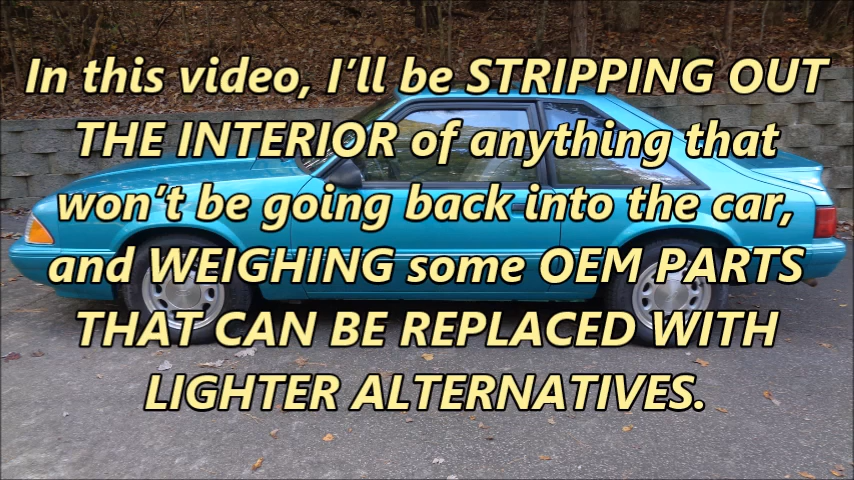 In this video, I’ll be STRIPPING OUT
THE INTERIOR of anything that
won’t be going back into the car,
and WEIGHING some OEM PARTS
THAT CAN BE REPLACED WITH
LIGHTER ALTERNATIVES.